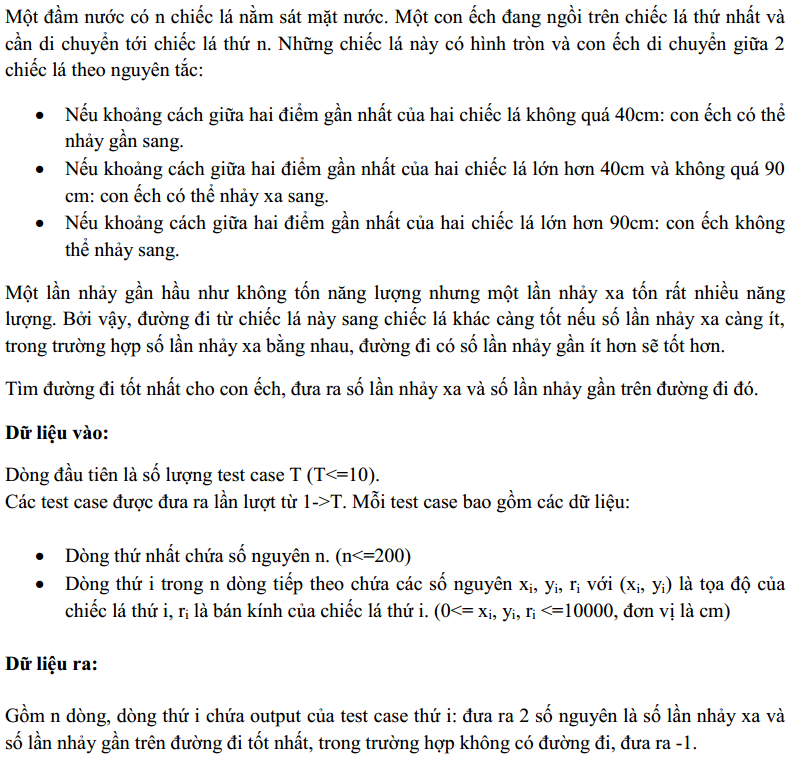 Một đầm nước có n chiếc lá nằm sát mặt nước. Một con ếch đang ngồi trên chiếc lá thứ nhất và
cần di chuyển tới chiếc lá thứ n. Những chiếc lá này có hình tròn và con ếch di chuyển giữa 2
chiếc lá theo nguyên tắc:
• Nếu khoảng cách giữa hai điểm gần nhất của hai chiếc lá không quá 40cm: con ếch có thể
nhảy gần sang.
• Nếu khoảng cách giữa hai điểm gần nhất của hai chiếc lá lớn hơn 40cm và không quá 90
cm: con ếch có thể nhảy xa sang.
• Nếu khoảng cách giữa hai điểm gần nhất của hai chiếc lá lớn hơn 90cm: con ếch không
thể nhảy sang.
Một lần nhảy gần hầu như không tốn năng lượng nhưng một lần nhảy xa tốn rất nhiều năng
lượng. Bởi vậy, đường đi từ chiếc lá này sang chiếc lá khác càng tốt nếu số lần nhảy xa càng ít,
trong trường hợp số lần nhảy xa bằng nhau, đường đi có số lần nhảy gần ít hơn sẽ tốt hơn.
Tìm đường đi tốt nhất cho con ếch, đưa ra số lần nhảy xa và số lần nhảy gần trên đường đi đó.
Dữ liệu vào:
Dòng đầu tiên là số lượng test case T (T<=10).
Các test case được đưa ra lần lượt từ 1->T. Mỗi test case bao gồm các dữ liệu:
• Dòng thứ nhất chứa số nguyên n. (n<=200)
• Dòng thứ i trong n dòng tiếp theo chứa các số nguyên xᵢ, yᵢ, rᵢ với (xᵢ, yᵢ) là tọa độ của
chiếc lá thứ i, rᵢ là bán kính của chiếc lá thứ i. (0<= xᵢ, yᵢ, rᵢ <=10000, đơn vị là cm)
Dữ liệu ra:
Gồm n dòng, dòng thứ i chứa output của test case thứ i: đưa ra 2 số nguyên là số lần nhảy xa và
số lần nhảy gần trên đường đi tốt nhất, trong trường hợp không có đường đi, đưa ra -1.